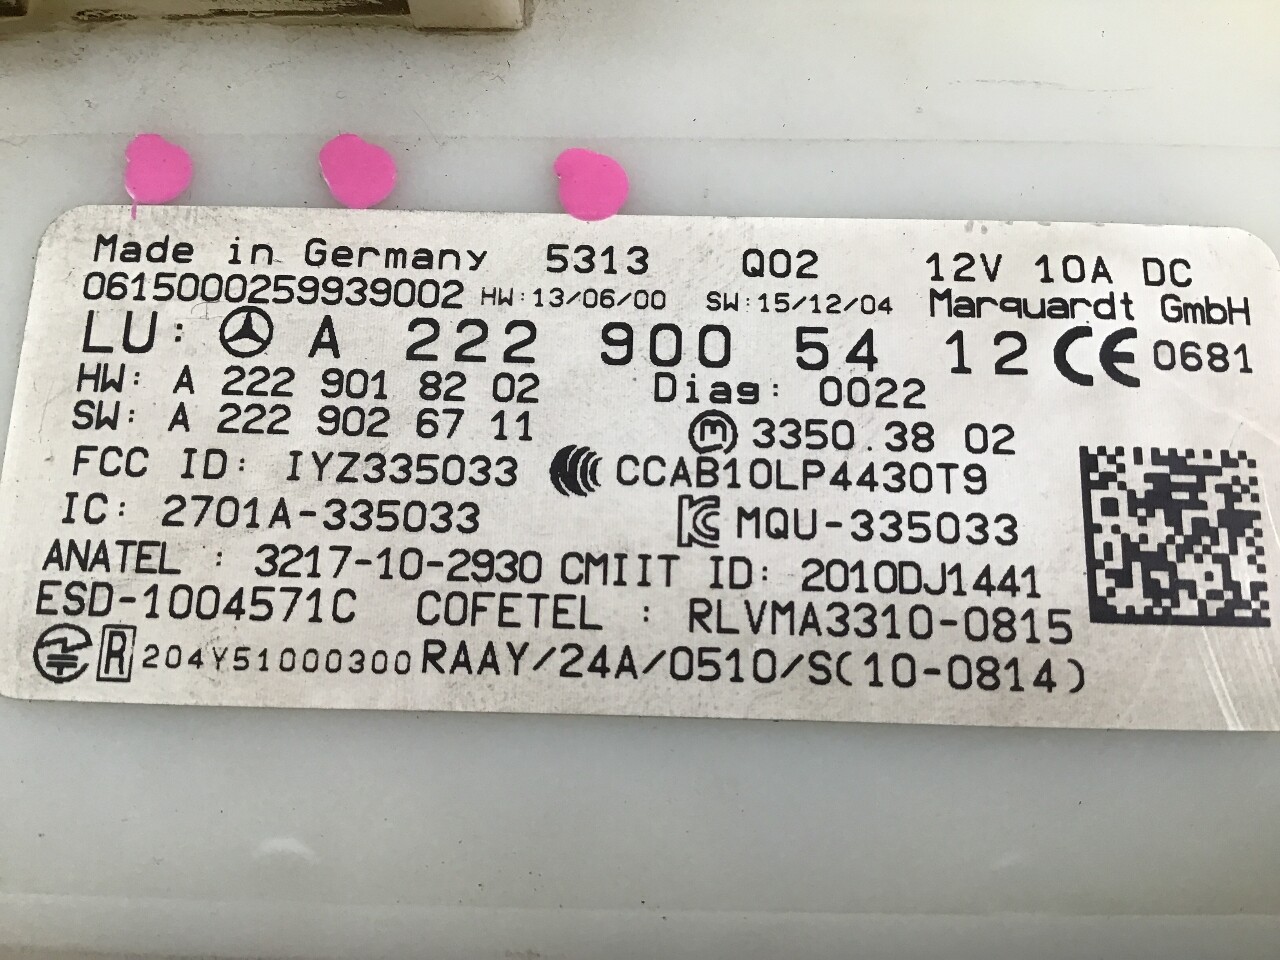 Made in Germany 5313 Q02 12V 10A DC
0615000259939002 HW:13/06/00 SW:15/12/04 Marquardt GmbH
LU: A 222 900 54 12 CE 0681
HW: A 222 901 82 02 Diag: 0022
SW: A 222 902 67 11 m 3350.38 02
FCC ID: IYZ335033 CCAB10LP4430T9
IC: 2701A-335033 KC MQU-335033
ANATEL : 3217-10-2930 CMIIT ID: 2010DJ1441
ESD-1004571C COFETEL : RLVMA3310-0815
R 204Y51000300 RAAY/24A/0510/S(10-0814)